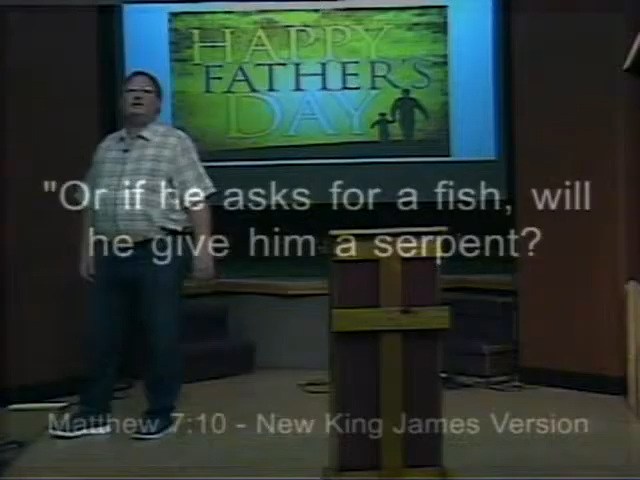 HAPPY
FATHER'S
DAY
"Or if he asks for a fish, will
he give him a serpent?
Matthew 7:10 - New King James Version